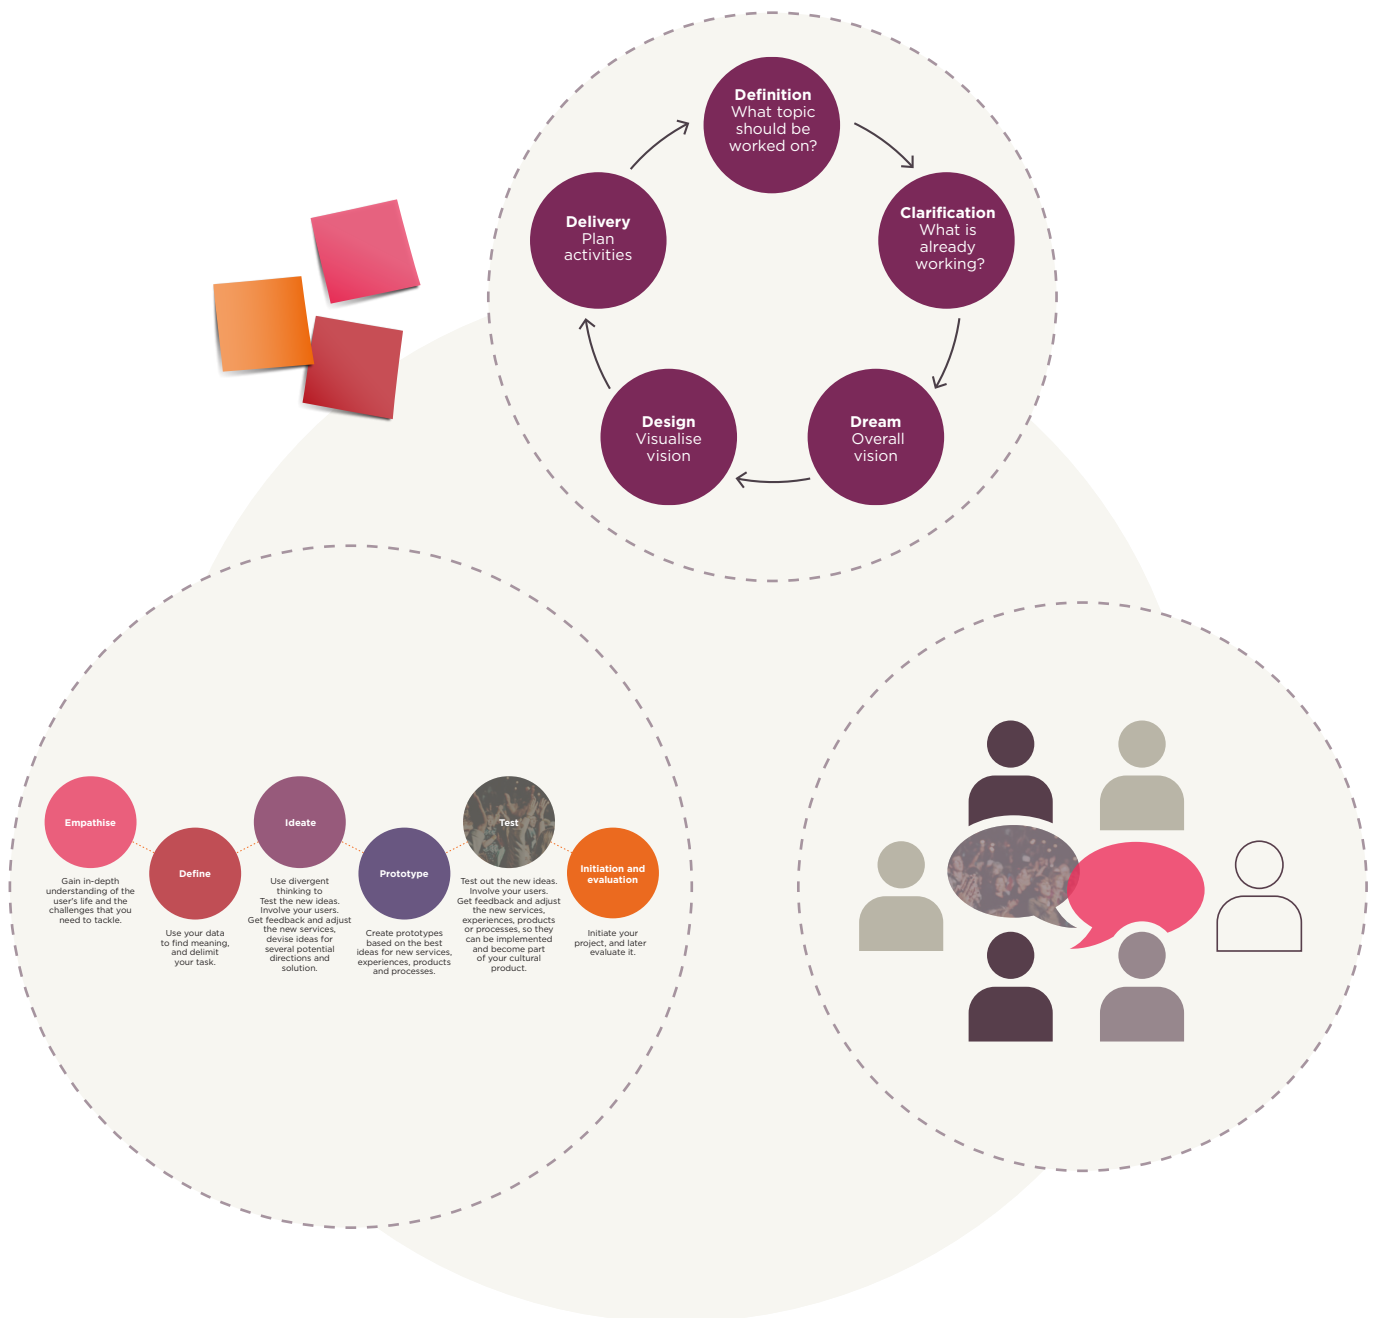 Definition
What topic
should be
worked on?
Clarification
What is
already
working?
Dream
Overall
vision
Design
Visualise
vision
Delivery
Plan
activities
Empathise
Gain in-depth
understanding of the
user's life and the
challenges that you
need to tackle.
Define
Use your data
to find meaning,
and delimit
your task.
Ideate
Use divergent
thinking to
Test the new ideas.
Involve your users.
Get feedback and adjust
the new services,
devise ideas for
several potential
directions and
solution.
Prototype
Create prototypes
based on the best
ideas for new services,
experiences, products
and processes.
Test
Test out the new ideas.
Involve your users.
Get feedback and adjust
the new services,
experiences, products
or processes, so they
can be implemented
and become part
of your cultural
product.
Initiation and
evaluation
Initiate your
project, and later
evaluate it.